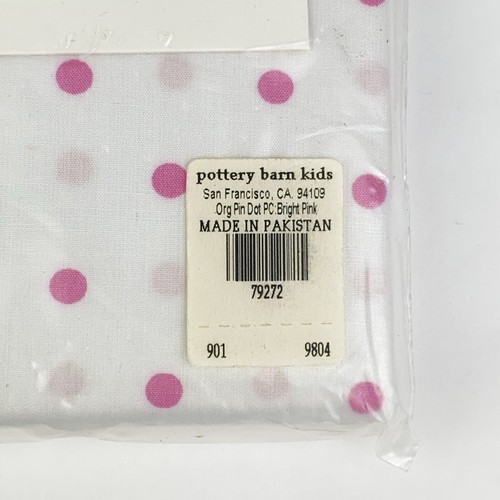 pottery barn kids
San Francisco, CA. 94109
Org Pin Dot PC:Bright Pink
MADE IN PAKISTAN
79272
901 9804